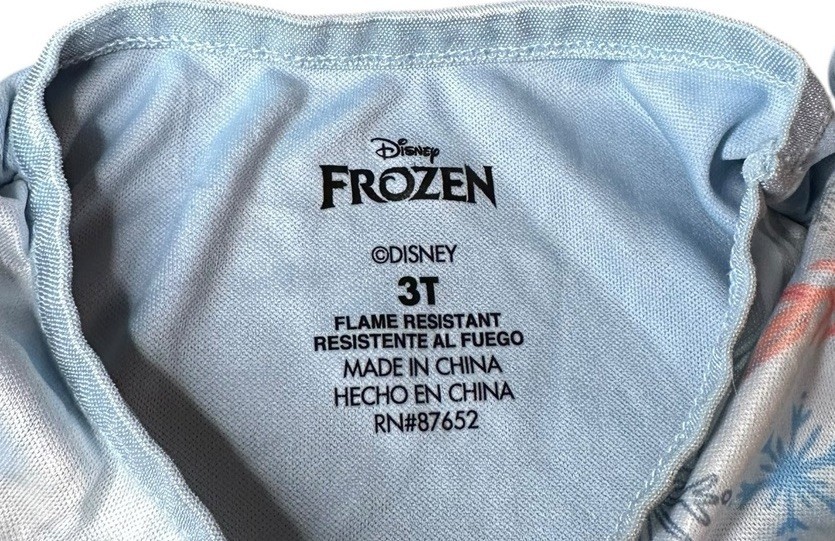 Disney
FROZEN
©DISNEY
3T
FLAME RESISTANT
RESISTENTE AL FUEGO
MADE IN CHINA
HECHO EN CHINA
RN#87652